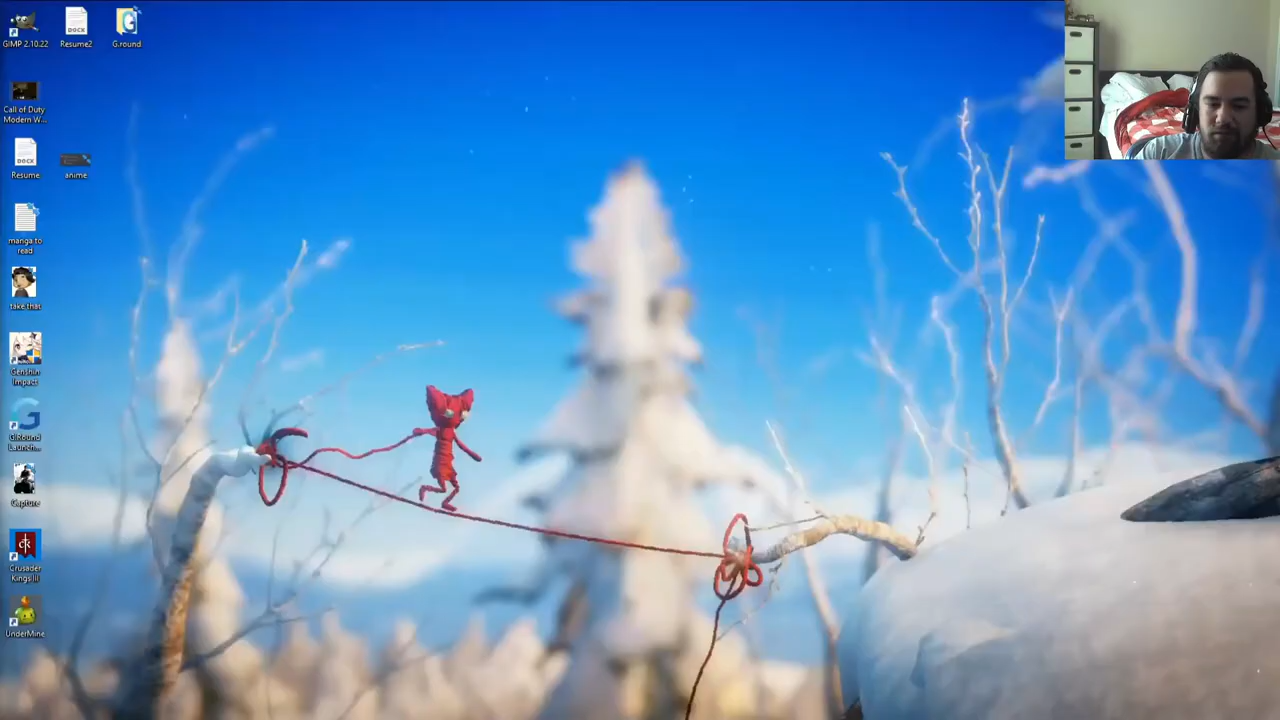 GIMP 2.10.22
Resume2
G.round
Call of Duty
Modern W...
Resume
anime
manga to
read
take that
Genshin
Impact
G.Round
Launch...
Capture
Crusader
Kings III
UnderMine